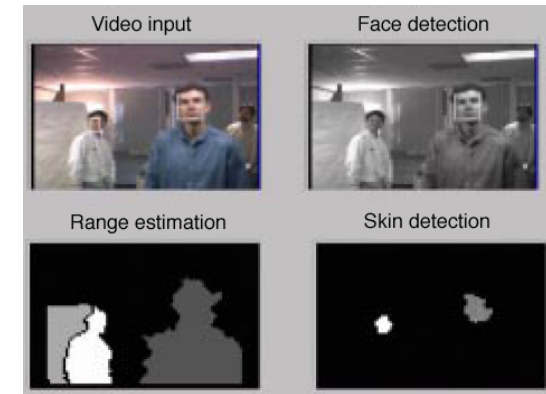 Video input
Face detection
Range estimation
Skin detection